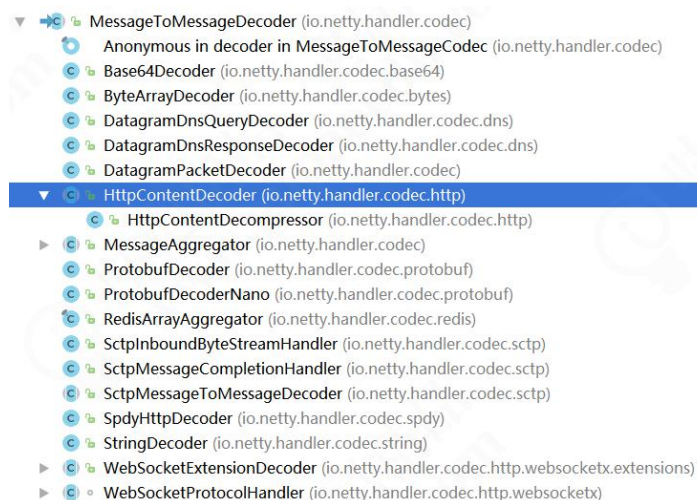 MessageToMessageDecoder (io.netty.handler.codec)
Anonymous in decoder in MessageToMessageCodec (io.netty.handler.codec)
Base64Decoder (io.netty.handler.codec.base64)
ByteArrayDecoder (io.netty.handler.codec.bytes)
DatagramDnsQueryDecoder (io.netty.handler.codec.dns)
DatagramDnsResponseDecoder (io.netty.handler.codec.dns)
DatagramPacketDecoder (io.netty.handler.codec)
HttpContentDecoder (io.netty.handler.codec.http)
HttpContentDecompressor (io.netty.handler.codec.http)
MessageAggregator (io.netty.handler.codec)
ProtobufDecoder (io.netty.handler.codec.protobuf)
ProtobufDecoderNano (io.netty.handler.codec.protobuf)
RedisArrayAggregator (io.netty.handler.codec.redis)
SctpInboundByteStreamHandler (io.netty.handler.codec.sctp)
SctpMessageCompletionHandler (io.netty.handler.codec.sctp)
SctpMessageToMessageDecoder (io.netty.handler.codec.sctp)
SpdyHttpDecoder (io.netty.handler.codec.spdy)
StringDecoder (io.netty.handler.codec.string)
WebSocketExtensionDecoder (io.netty.handler.codec.http.websocketx.extensions)
WebSocketProtocolHandler (io.netty.handler.codec.http.websocketx)